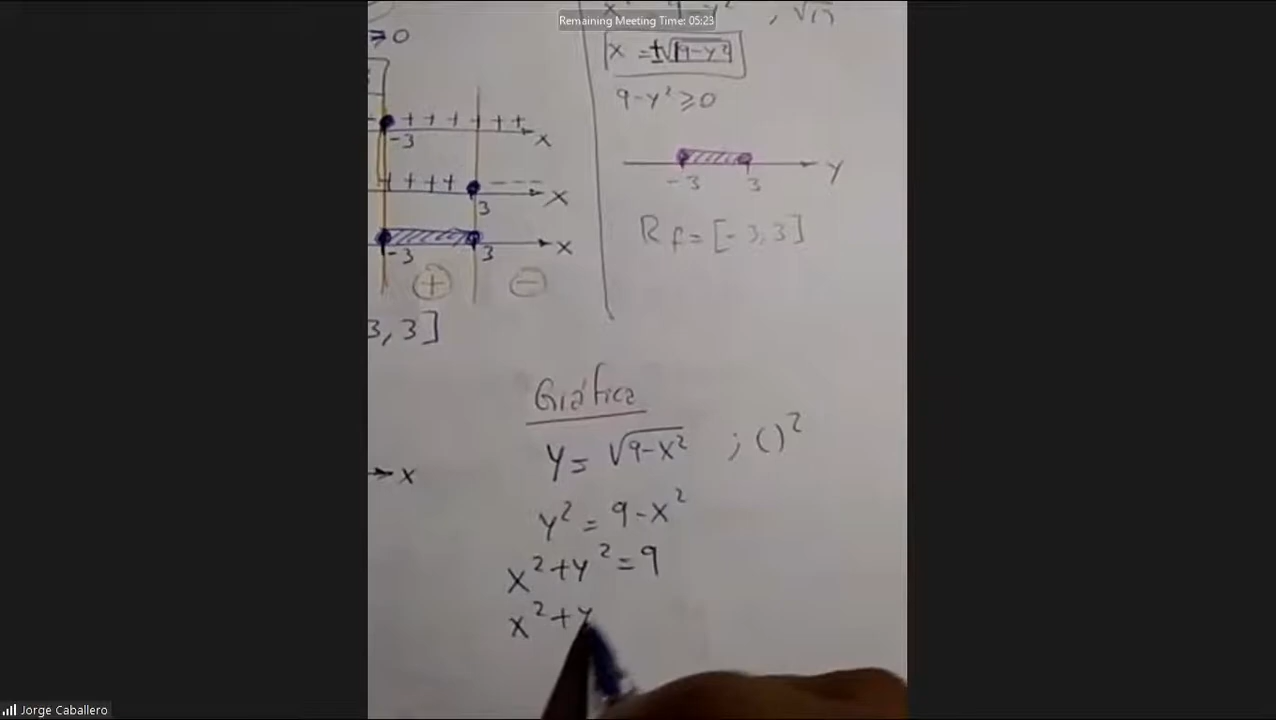 Remaining Meeting Time: 05:23
≥0
x = ±√9-y²
9-y² ≥ 0
+ + + + + +
-3
x
+ + + + - - -
3
x
-3 3 x
+ -
3,3]
-3 3 y
Rf = [-3,3]
Gráfica
y = √9-x² ; ( )²
y² = 9-x²
x² + y² = 9
x² + y
x
Jorge Caballero